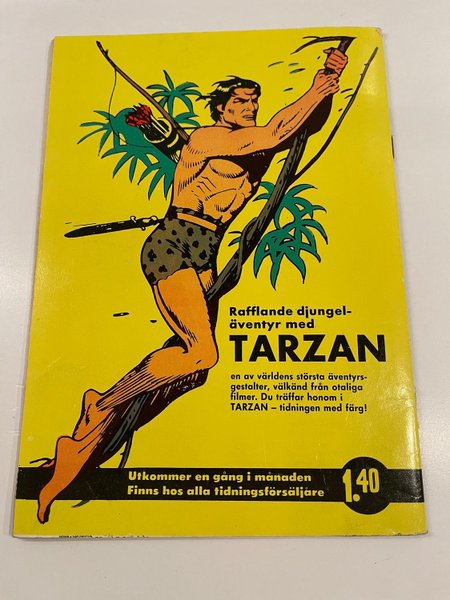 Rafflande djungel-
äventyr med
TARZAN
en av världens största äventyrs-
gestalter, välkänd från otaliga
filmer. Du träffar honom i
TARZAN – tidningen med färg!
Utkommer en gång i månaden
Finns hos alla tidningsförsäljare
1.40